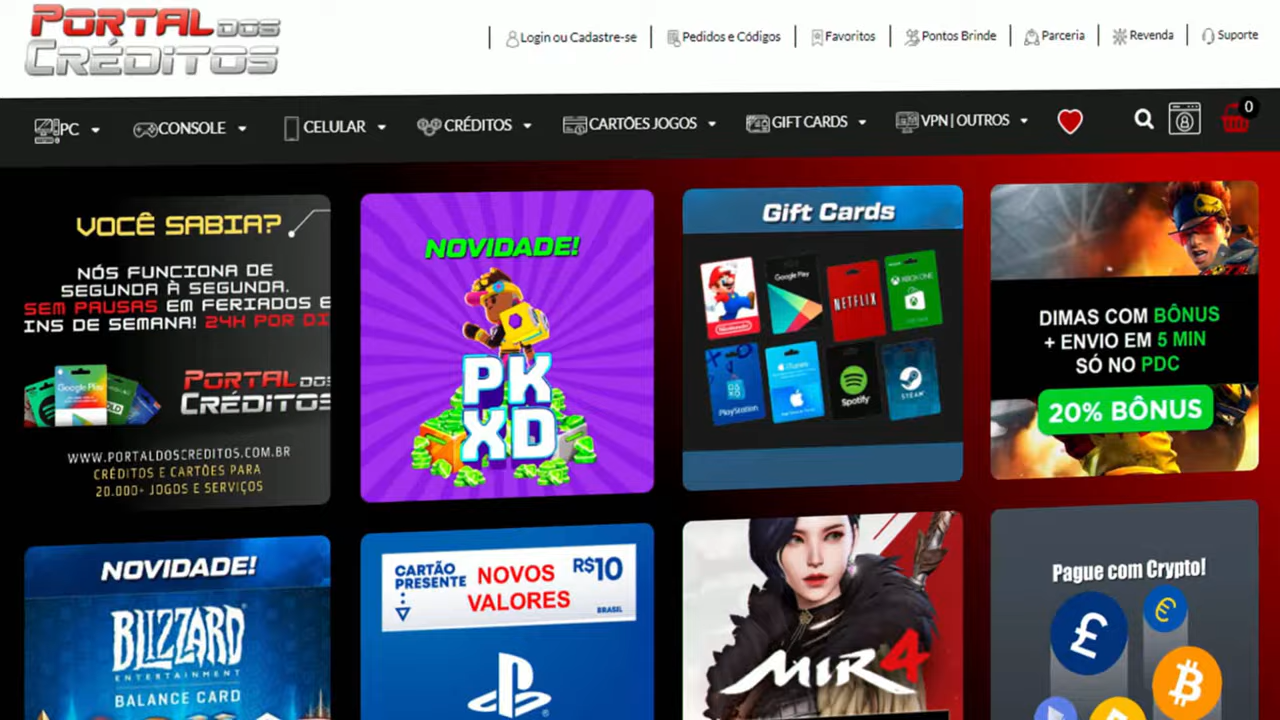 PORTAL DOS
CRÉDITOS
Login ou Cadastre-se
Pedidos e Códigos
Favoritos
Pontos Brinde
Parceria
Revenda
Suporte
PC
CONSOLE
CELULAR
CRÉDITOS
CARTÕES JOGOS
GIFT CARDS
VPN | OUTROS
0
VOCÊ SABIA?
NÓS FUNCIONA DE
SEGUNDA À SEGUNDA.
SEM PAUSAS EM FERIADOS E
INS DE SEMANA! 24H POR DI
Google Play
PORTAL DOS
CRÉDITOS
WWW.PORTALDOSCREDITOS.COM.BR
CRÉDITOS E CARTÕES PARA
20.000+ JOGOS E SERVIÇOS
NOVIDADE!
PK
XD
Gift Cards
Nintendo
Google Play
NETFLIX
XBOX ONE
PlayStation
iTunes
Spotify
STEAM
DIMAS COM BÔNUS
+ ENVIO EM 5 MIN
SÓ NO PDC
20% BÔNUS
NOVIDADE!
BLIZZARD
ENTERTAINMENT
BALANCE CARD
CARTÃO
PRESENTE
NOVOS
VALORES
R$10
BRASIL
MIR4
Pague com Crypto!